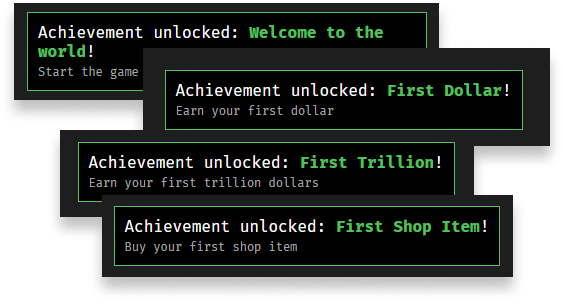 Achievement unlocked: Welcome to the
world!
Start the game
Achievement unlocked: First Dollar!
Earn your first dollar
Achievement unlocked: First Trillion!
Earn your first trillion dollars
Achievement unlocked: First Shop Item!
Buy your first shop item